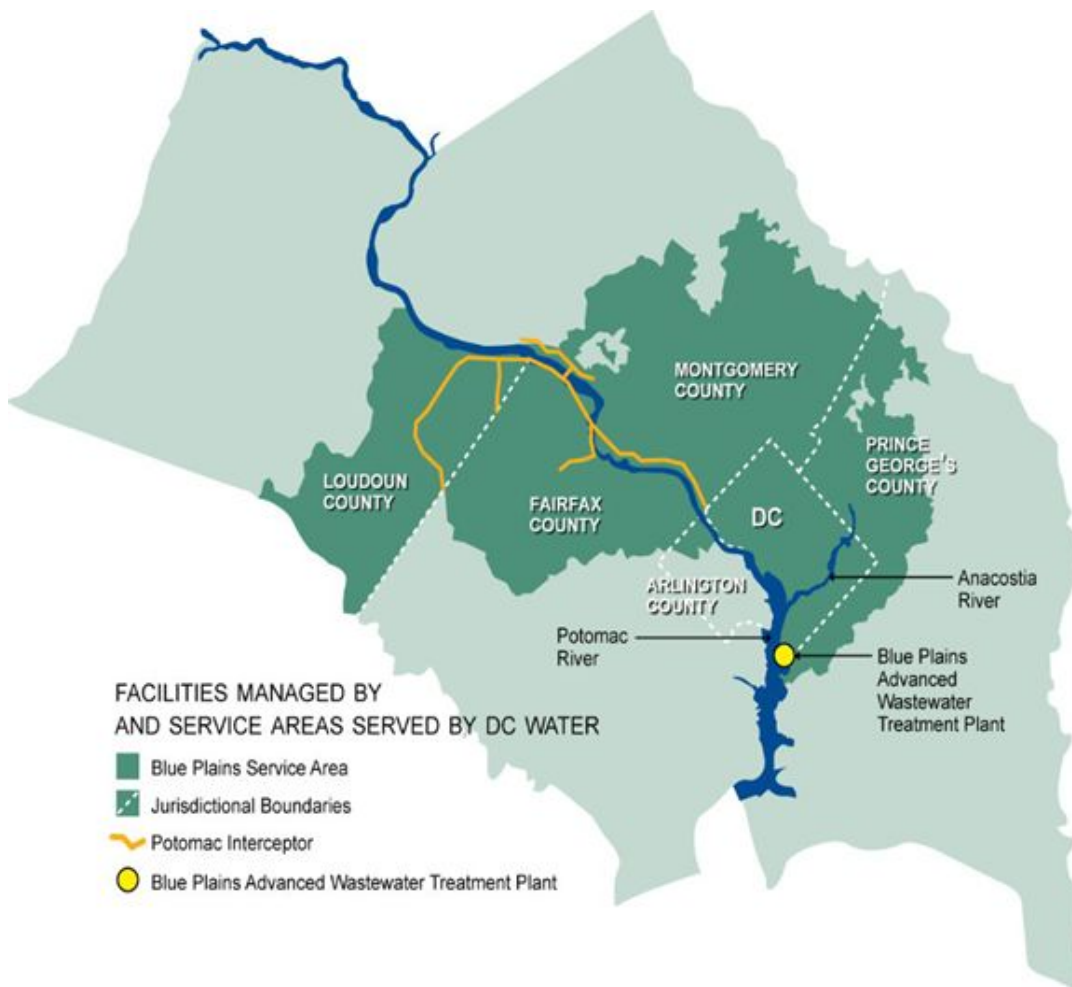 MONTGOMERY
COUNTY
PRINCE
GEORGE'S
COUNTY
LOUDOUN
COUNTY
FAIRFAX
COUNTY
DC
ARLINGTON
COUNTY
Anacostia
River
Potomac
River
Blue Plains
Advanced
Wastewater
Treatment Plant
FACILITIES MANAGED BY
AND SERVICE AREAS SERVED BY DC WATER
Blue Plains Service Area
Jurisdictional Boundaries
Potomac Interceptor
Blue Plains Advanced Wastewater Treatment Plant